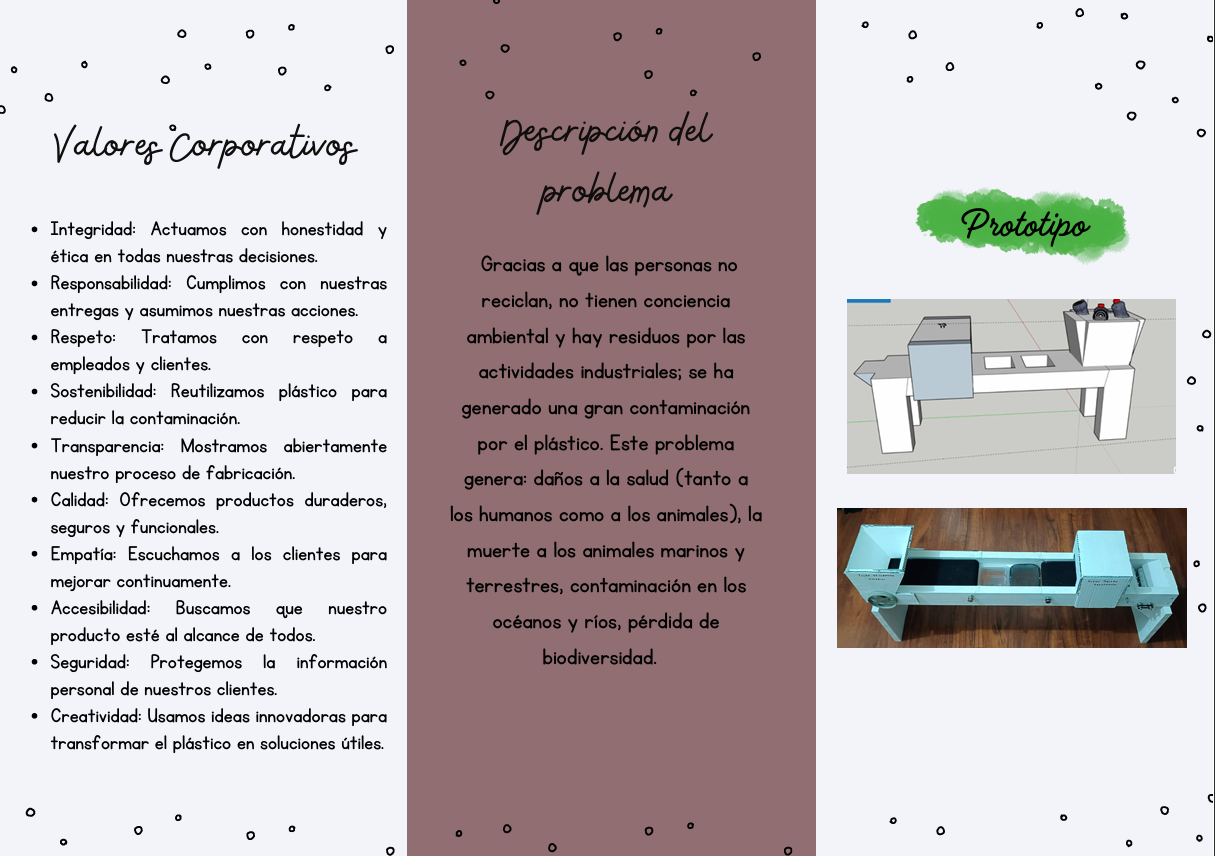 Valores Corporativos
Integridad: Actuamos con honestidad y
ética en todas nuestras decisiones.
Responsabilidad: Cumplimos con nuestras
entregas y asumimos nuestras acciones.
Respeto: Tratamos con respeto a
empleados y clientes.
Sostenibilidad: Reutilizamos plástico para
reducir la contaminación.
Transparencia: Mostramos abiertamente
nuestro proceso de fabricación.
Calidad: Ofrecemos productos duraderos,
seguros y funcionales.
Empatía: Escuchamos a los clientes para
mejorar continuamente.
Accesibilidad: Buscamos que nuestro
producto esté al alcance de todos.
Seguridad: Protegemos la información
personal de nuestros clientes.
Creatividad: Usamos ideas innovadoras para
transformar el plástico en soluciones útiles.
Descripción del
problema
Gracias a que las personas no
reciclan, no tienen conciencia
ambiental y hay residuos por las
actividades industriales; se ha
generado una gran contaminación
por el plástico. Este problema
genera: daños a la salud (tanto a
los humanos como a los animales), la
muerte a los animales marinos y
terrestres, contaminación en los
océanos y ríos, pérdida de
biodiversidad.
Prototipo